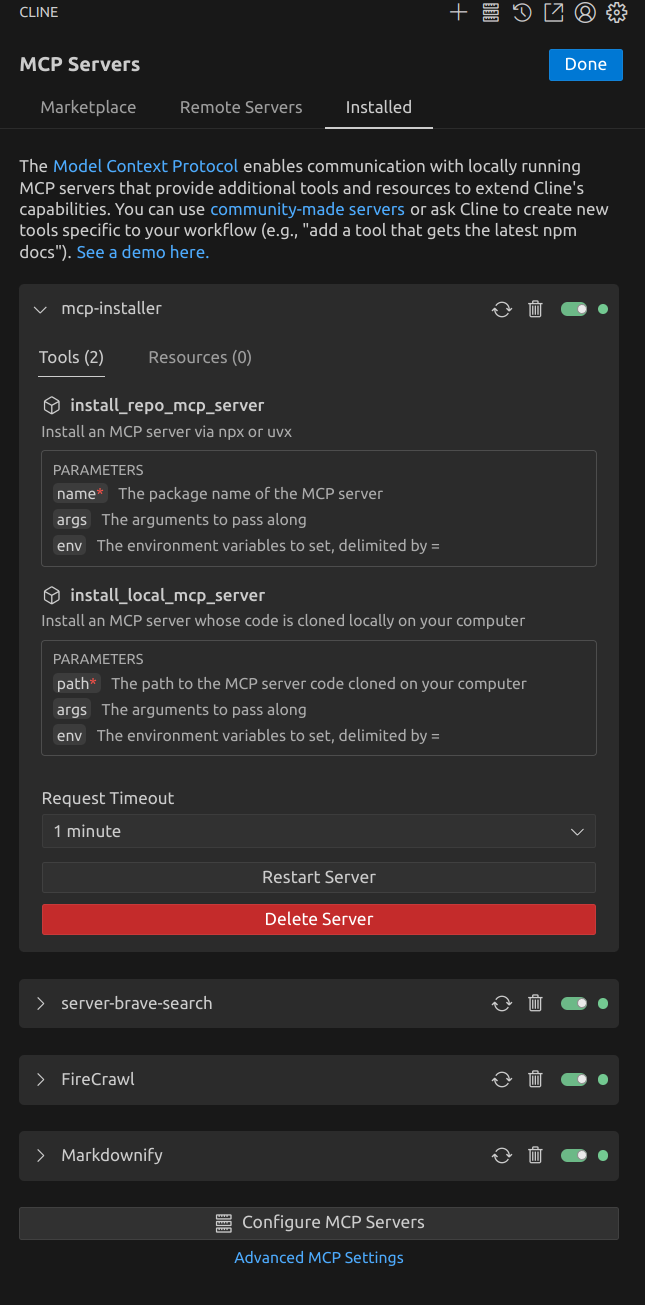 CLINE
MCP Servers
Done
Marketplace
Remote Servers
Installed
The Model Context Protocol enables communication with locally running
MCP servers that provide additional tools and resources to extend Cline's
capabilities. You can use community-made servers or ask Cline to create new
tools specific to your workflow (e.g., "add a tool that gets the latest npm
docs"). See a demo here.
mcp-installer
Tools (2)
Resources (0)
install_repo_mcp_server
Install an MCP server via npx or uvx
PARAMETERS
name* The package name of the MCP server
args The arguments to pass along
env The environment variables to set, delimited by =
install_local_mcp_server
Install an MCP server whose code is cloned locally on your computer
PARAMETERS
path* The path to the MCP server code cloned on your computer
args The arguments to pass along
env The environment variables to set, delimited by =
Request Timeout
1 minute
Restart Server
Delete Server
server-brave-search
FireCrawl
Markdownify
Configure MCP Servers
Advanced MCP Settings